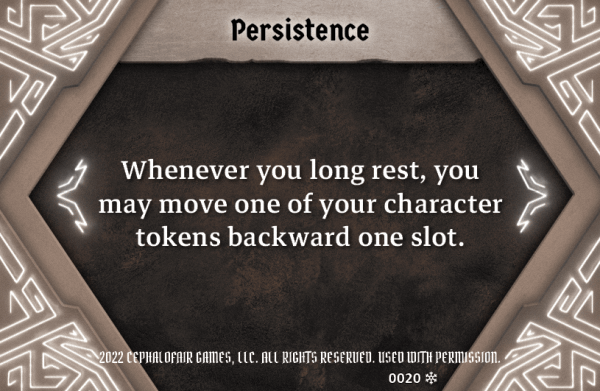 Persistence
Whenever you long rest, you
may move one of your character
tokens backward one slot.
2022 CEPHALOFAIR GAMES, LLC. ALL RIGHTS RESERVED. USED WITH PERMISSION.
0020